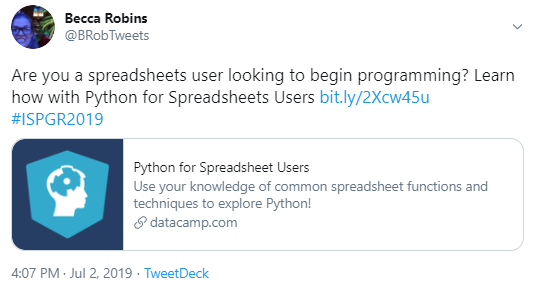 Becca Robins
@BRobTweets
Are you a spreadsheets user looking to begin programming? Learn
how with Python for Spreadsheets Users bit.ly/2Xcw45u
#ISPGR2019
Python for Spreadsheet Users
Use your knowledge of common spreadsheet functions and
techniques to explore Python!
datacamp.com
4:07 PM · Jul 2, 2019 · TweetDeck